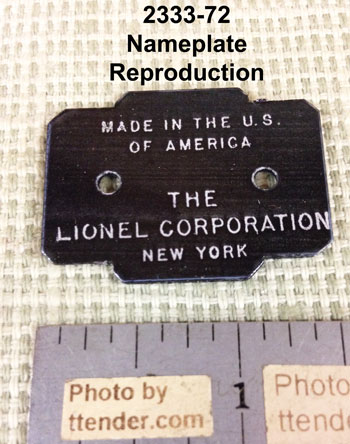 2333-72
Nameplate
Reproduction
MADE IN THE U.S.
OF AMERICA
THE
LIONEL CORPORATION
NEW YORK
1
Photo by
ttender.com
Photo
ttende